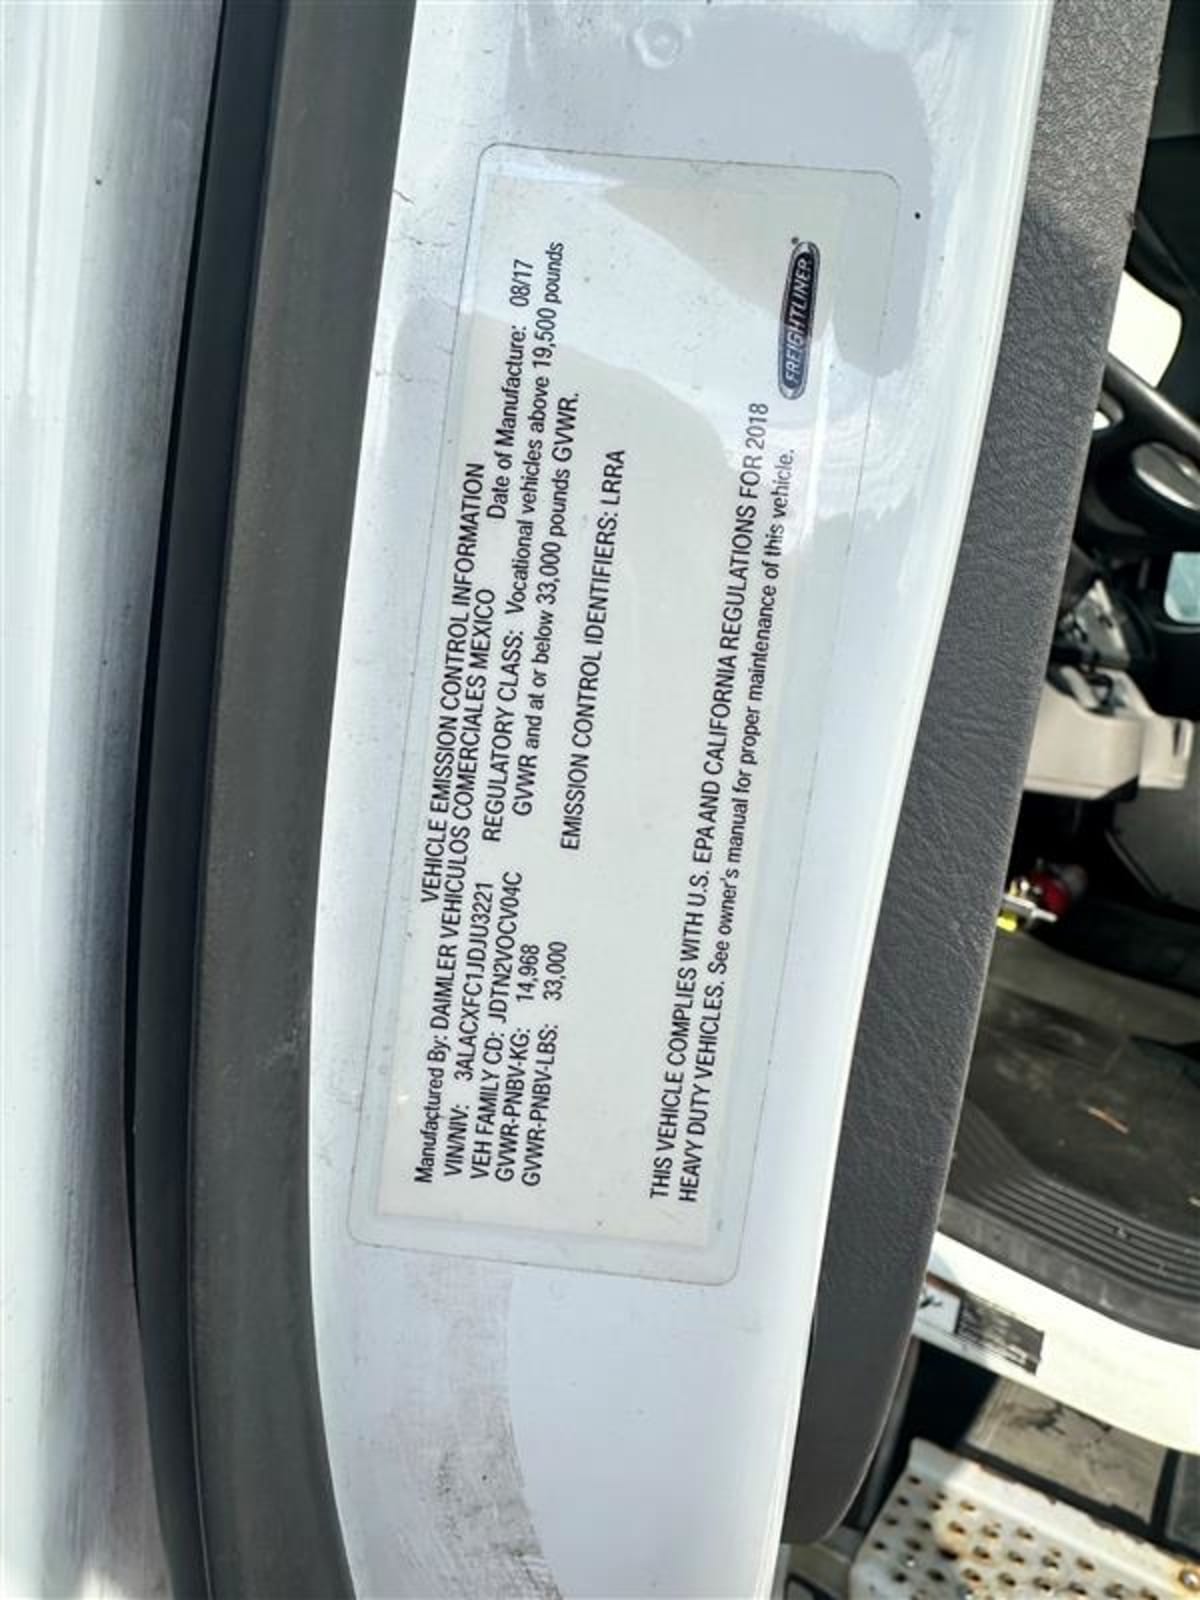 VEHICLE EMISSION CONTROL INFORMATION
Manufactured By: DAIMLER VEHICULOS COMERCIALES MEXICO Date of Manufacture: 08/17
VIN/NIV: 3ALACXFC1JDJU3221 REGULATORY CLASS: Vocational vehicles above 19,500 pounds
VEH FAMILY CD: JDTN2VOCV04C GVWR and at or below 33,000 pounds GVWR.
GVWR-PNBV-KG: 14,968
GVWR-PNBV-LBS: 33,000 EMISSION CONTROL IDENTIFIERS: LRRA
THIS VEHICLE COMPLIES WITH U.S. EPA AND CALIFORNIA REGULATIONS FOR 2018
HEAVY DUTY VEHICLES. See owner's manual for proper maintenance of this vehicle.
FREIGHTLINER®